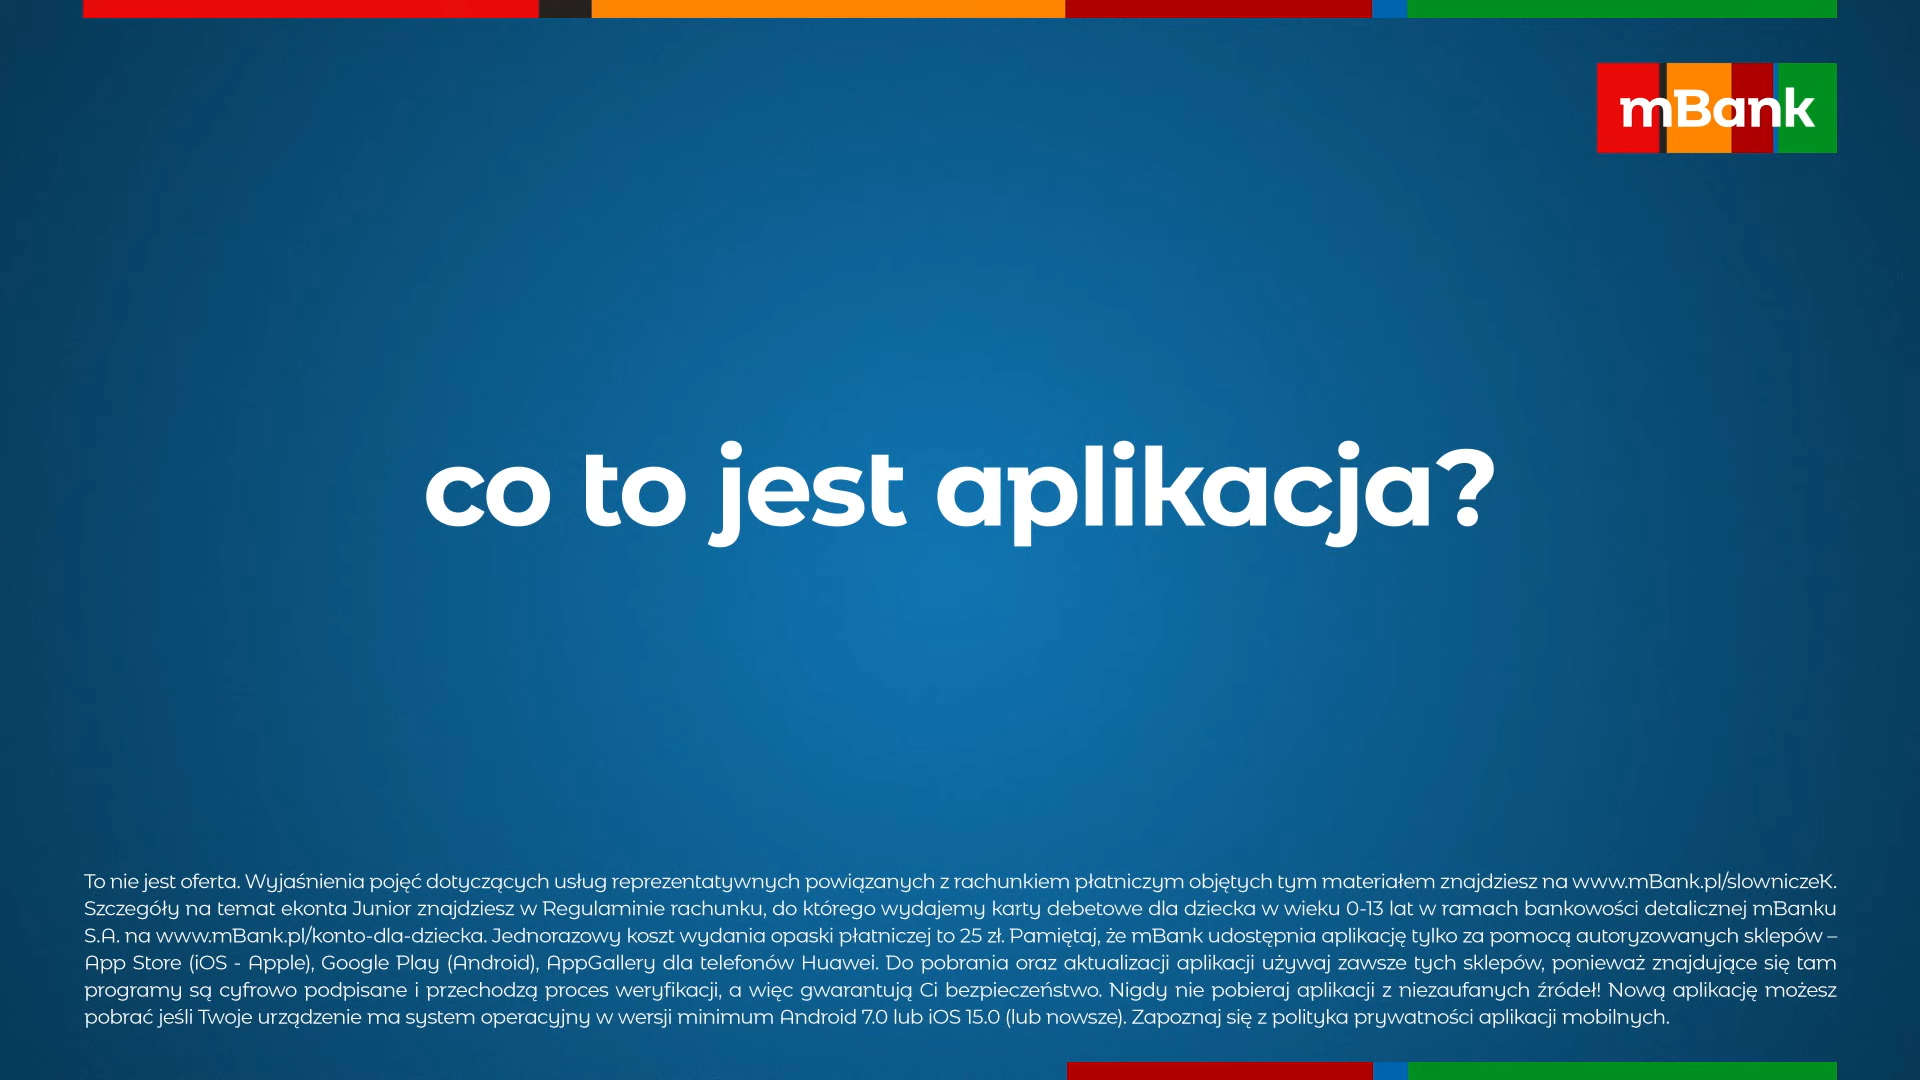 mBank
co to jest aplikacja?
To nie jest oferta. Wyjaśnienia pojęć dotyczących usług reprezentatywnych powiązanych z rachunkiem płatniczym objętych tym materiałem znajdziesz na www.mBank.pl/slowniczeK.
Szczegóły na temat ekonta Junior znajdziesz w Regulaminie rachunku, do którego wydajemy karty debetowe dla dziecka w wieku 0-13 lat w ramach bankowości detalicznej mBanku
S.A. na www.mBank.pl/konto-dla-dziecka. Jednorazowy koszt wydania opaski płatniczej to 25 zł. Pamiętaj, że mBank udostępnia aplikację tylko za pomocą autoryzowanych sklepów –
App Store (iOS - Apple), Google Play (Android), AppGallery dla telefonów Huawei. Do pobrania oraz aktualizacji aplikacji używaj zawsze tych sklepów, ponieważ znajdujące się tam
programy są cyfrowo podpisane i przechodzą proces weryfikacji, a więc gwarantują Ci bezpieczeństwo. Nigdy nie pobieraj aplikacji z niezaufanych źródeł! Nową aplikację możesz
pobrać jeśli Twoje urządzenie ma system operacyjny w wersji minimum Android 7.0 lub iOS 15.0 (lub nowsze). Zapoznaj się z polityka prywatności aplikacji mobilnych.